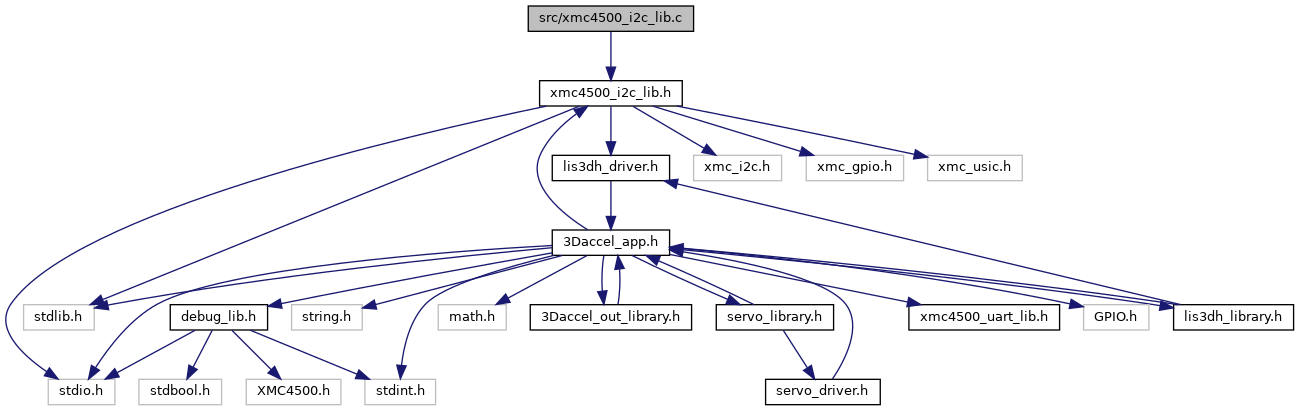 src/xmc4500_i2c_lib.c
xmc4500_i2c_lib.h
lis3dh_driver.h
xmc_i2c.h
xmc_gpio.h
xmc_usic.h
3Daccel_app.h
stdlib.h
debug_lib.h
string.h
math.h
3Daccel_out_library.h
servo_library.h
xmc4500_uart_lib.h
GPIO.h
lis3dh_library.h
stdio.h
stdbool.h
XMC4500.h
stdint.h
servo_driver.h